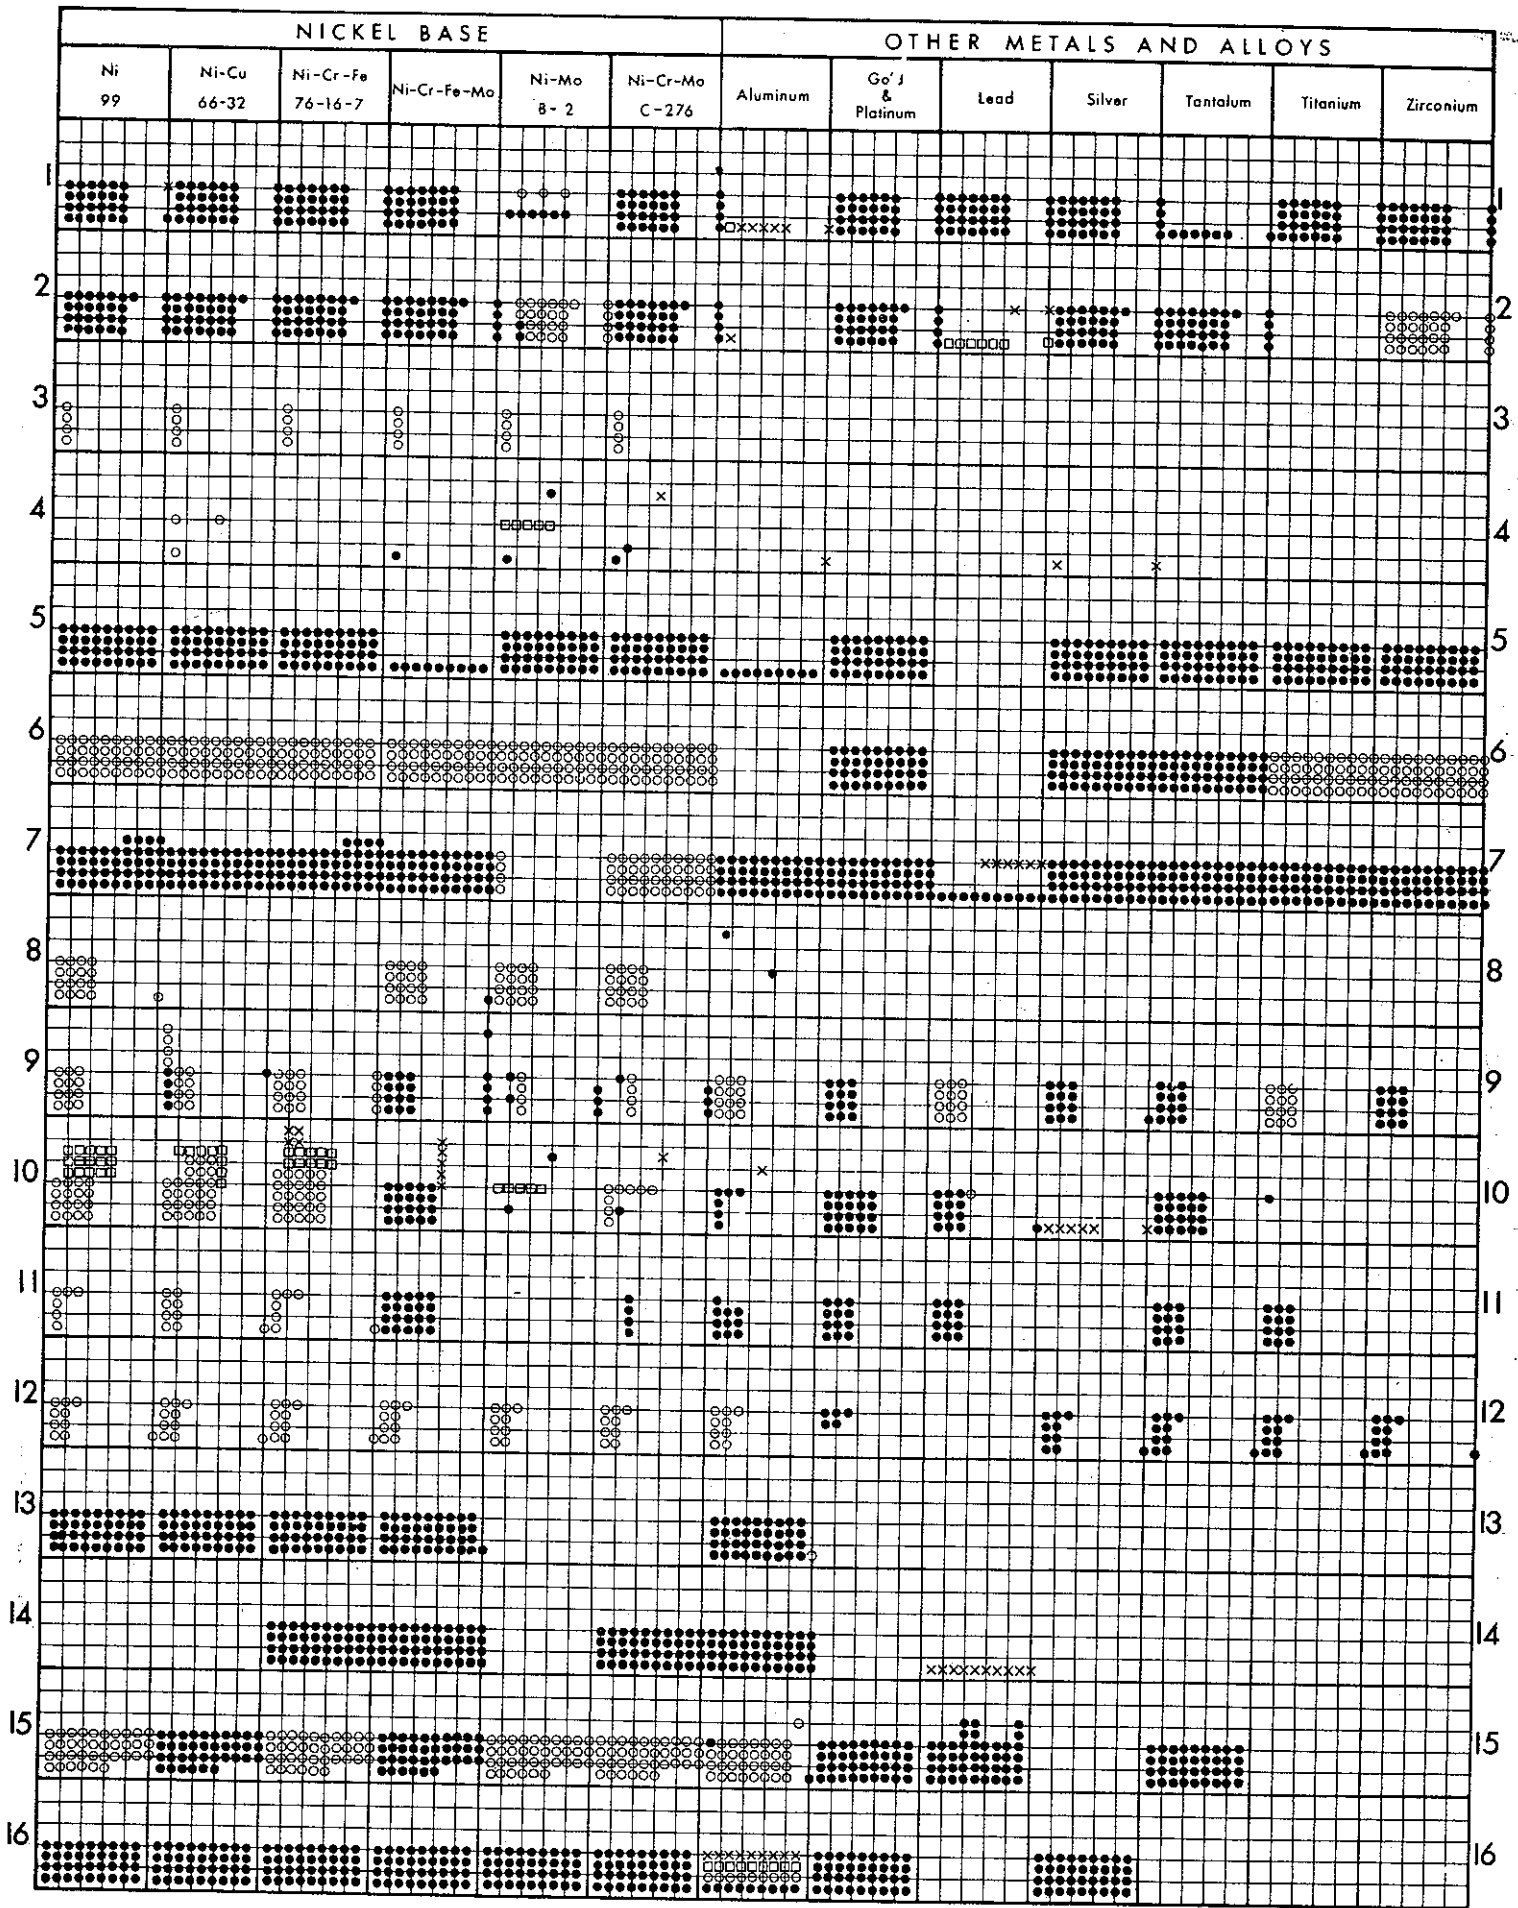 NICKEL BASE
OTHER METALS AND ALLOYS
Ni 99
Ni-Cu 66-32
Ni-Cr-Fe 76-16-7
Ni-Cr-Fe-Mo
Ni-Mo B-2
Ni-Cr-Mo C-276
Aluminum
& Platinum
Lead
Silver
Tantalum
Titanium
Zirconium
1 1
2 2
3 3
4 4
5 5
6 6
7 7
8 8
9 9
10 10
11 11
12 12
13 13
14 14
15 15
16 16